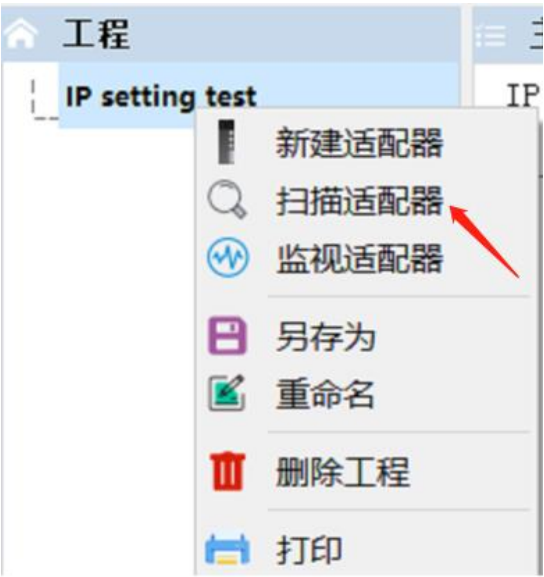 工程
IP setting test
IP
新建适配器
扫描适配器
监视适配器
另存为
重命名
删除工程
打印